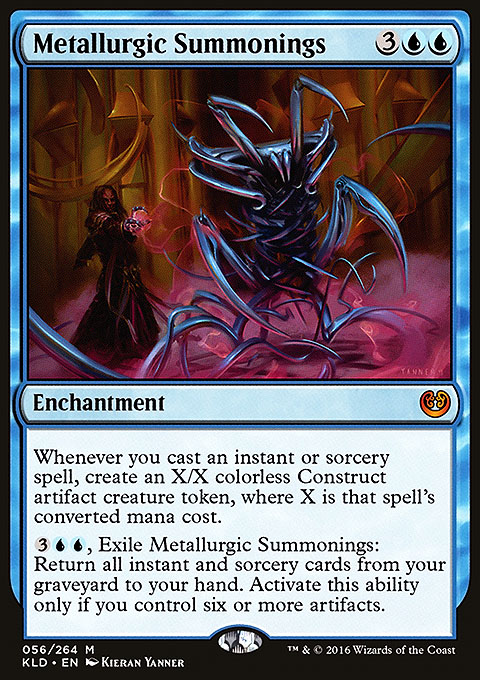 Metallurgic Summonings 3
TANNER
Enchantment
Whenever you cast an instant or sorcery
spell, create an X/X colorless Construct
artifact creature token, where X is that spell's
converted mana cost.
3, Exile Metallurgic Summonings:
Return all instant and sorcery cards from your
graveyard to your hand. Activate this ability
only if you control six or more artifacts.
056/264 M
KLD • EN Kieran Yanner
™ & © 2016 Wizards of the Coast